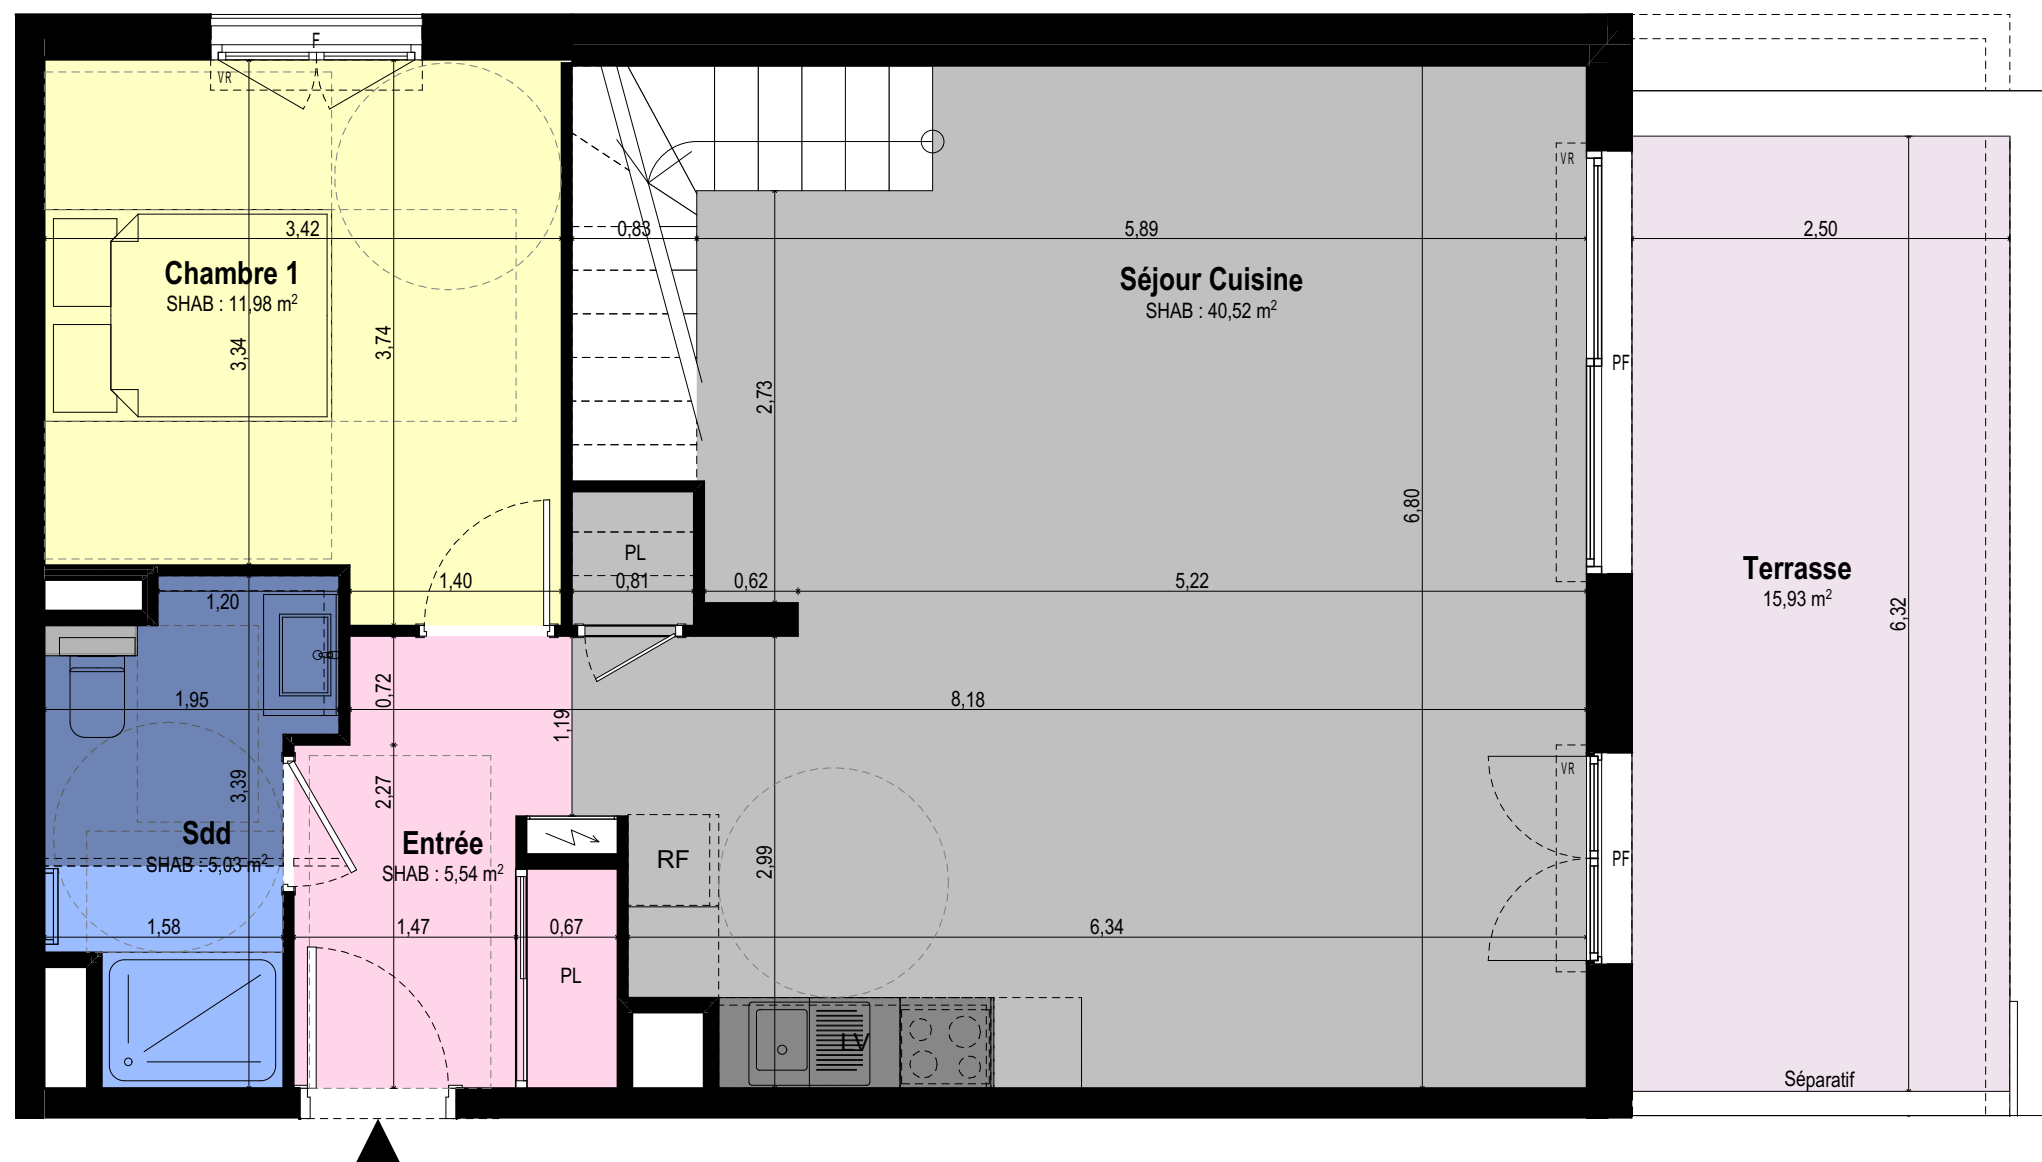 F
VR
VR
3,42
0,83
5,89
2,50
Chambre 1
SHAB : 11,98 m²
Séjour Cuisine
SHAB : 40,52 m²
3,34
3,74
2,73
PF
6,80
PL
1,20
1,40
0,81
0,62
5,22
Terrasse
15,93 m²
6,32
1,95
0,72
1,19
8,18
3,39
2,27
VR
Sdd
SHAB : 5,03 m²
Entrée
SHAB : 5,54 m²
RF
2,99
PF
1,58
1,47
0,67
6,34
PL
LV
Séparatif